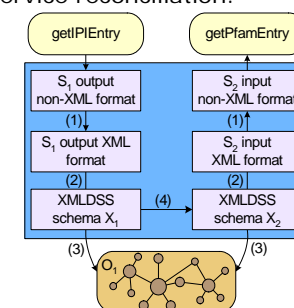 service reconciliation.
getIPIEntry
getPfamEntry
S1 output
non-XML format
S2 input
non-XML format
(1)
(1)
S1 output XML
format
S2 input
XML format
(2)
(2)
XMLDSS
schema X1
(4)
XMLDSS
schema X2
(3)
(3)
O1